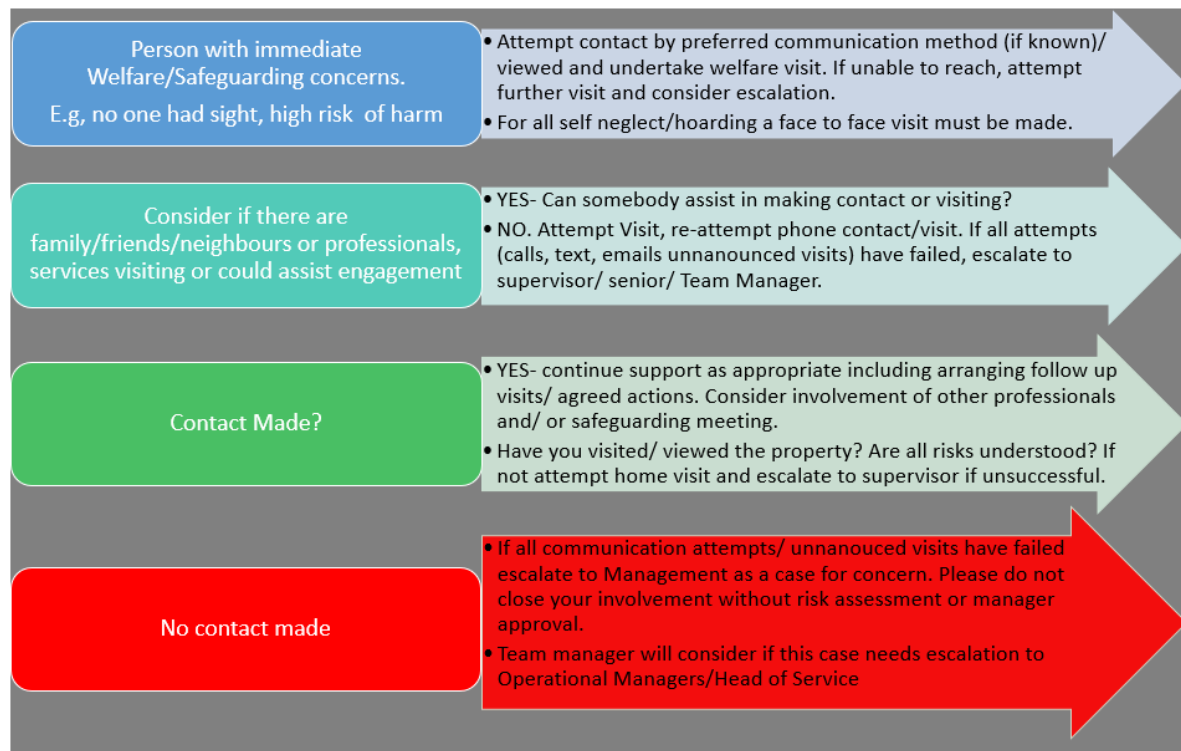 Person with immediate
Welfare/Safeguarding concerns.
E.g, no one had sight, high risk of harm
• Attempt contact by preferred communication method (if known)/
viewed and undertake welfare visit. If unable to reach, attempt
further visit and consider escalation.
• For all self neglect/hoarding a face to face visit must be made.
Consider if there are
family/friends/neighbours or professionals,
services visiting or could assist engagement
• YES- Can somebody assist in making contact or visiting?
• NO. Attempt Visit, re-attempt phone contact/visit. If all attempts
(calls, text, emails unnanounced visits) have failed, escalate to
supervisor/ senior/ Team Manager.
Contact Made?
• YES- continue support as appropriate including arranging follow up
visits/ agreed actions. Consider involvement of other professionals
and/ or safeguarding meeting.
• Have you visited/ viewed the property? Are all risks understood? If
not attempt home visit and escalate to supervisor if unsuccessful.
No contact made
• If all communication attempts/ unnanouced visits have failed
escalate to Management as a case for concern. Please do not
close your involvement without risk assessment or manager
approval.
• Team manager will consider if this case needs escalation to
Operational Managers/Head of Service